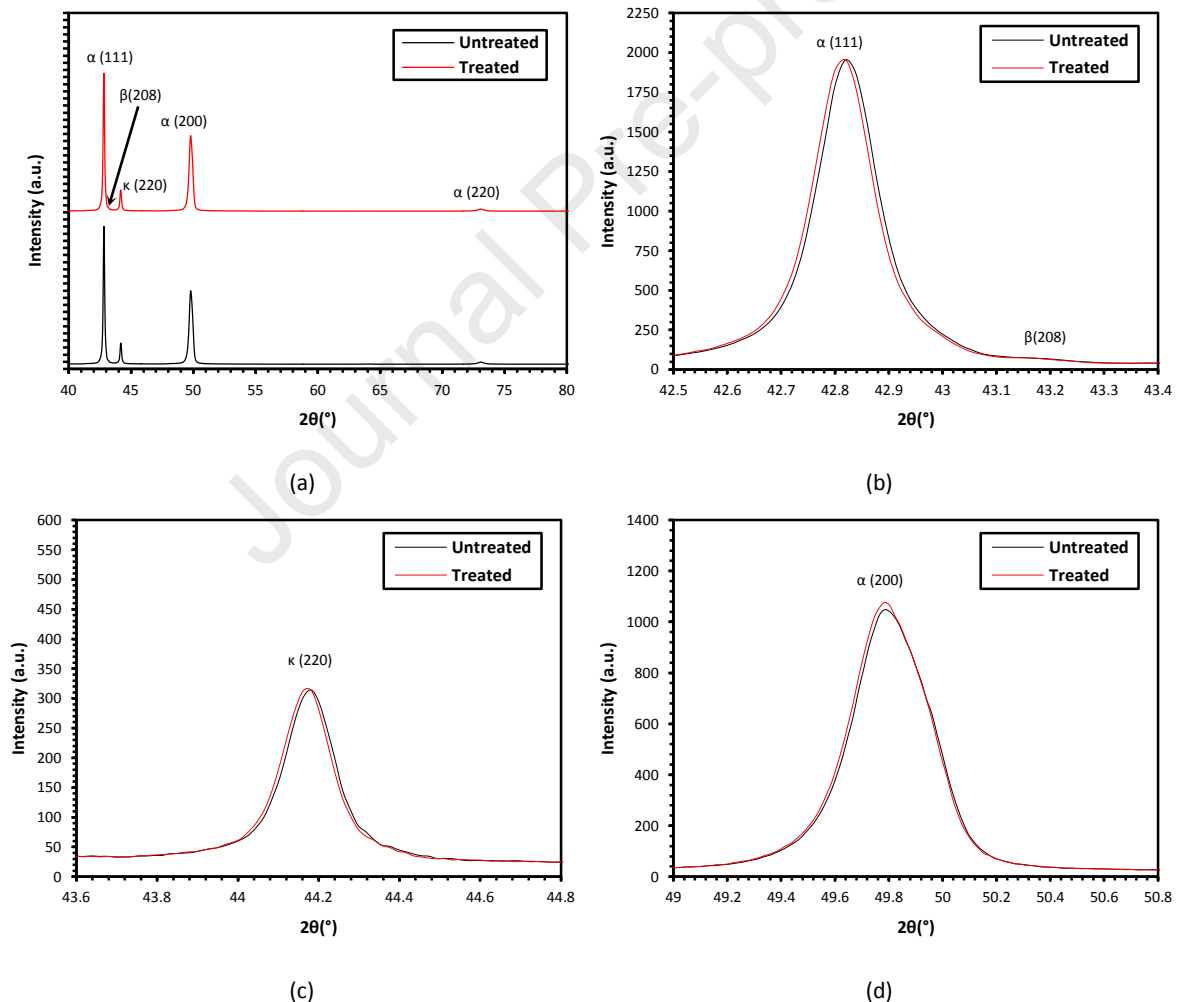 Journal Pre-pr
Untreated
Treated
α (111)
β(208)
α (200)
κ (220)
α (220)
Intensity (a.u.)
40 45 50 55 60 65 70 75 80
2θ(°)
(a)
2250
2000
1750
1500
1250
1000
750
500
250
0
Intensity (a.u.)
α (111)
Untreated
Treated
β(208)
42.5 42.6 42.7 42.8 42.9 43 43.1 43.2 43.3 43.4
2θ(°)
(b)
600
550
500
450
400
350
300
250
200
150
100
50
0
Intensity (a.u.)
Untreated
Treated
κ (220)
43.6 43.8 44 44.2 44.4 44.6 44.8
2θ(°)
(c)
1400
1200
1000
800
600
400
200
0
Intensity (a.u.)
Untreated
Treated
α (200)
49 49.2 49.4 49.6 49.8 50 50.2 50.4 50.6 50.8
2θ(°)
(d)